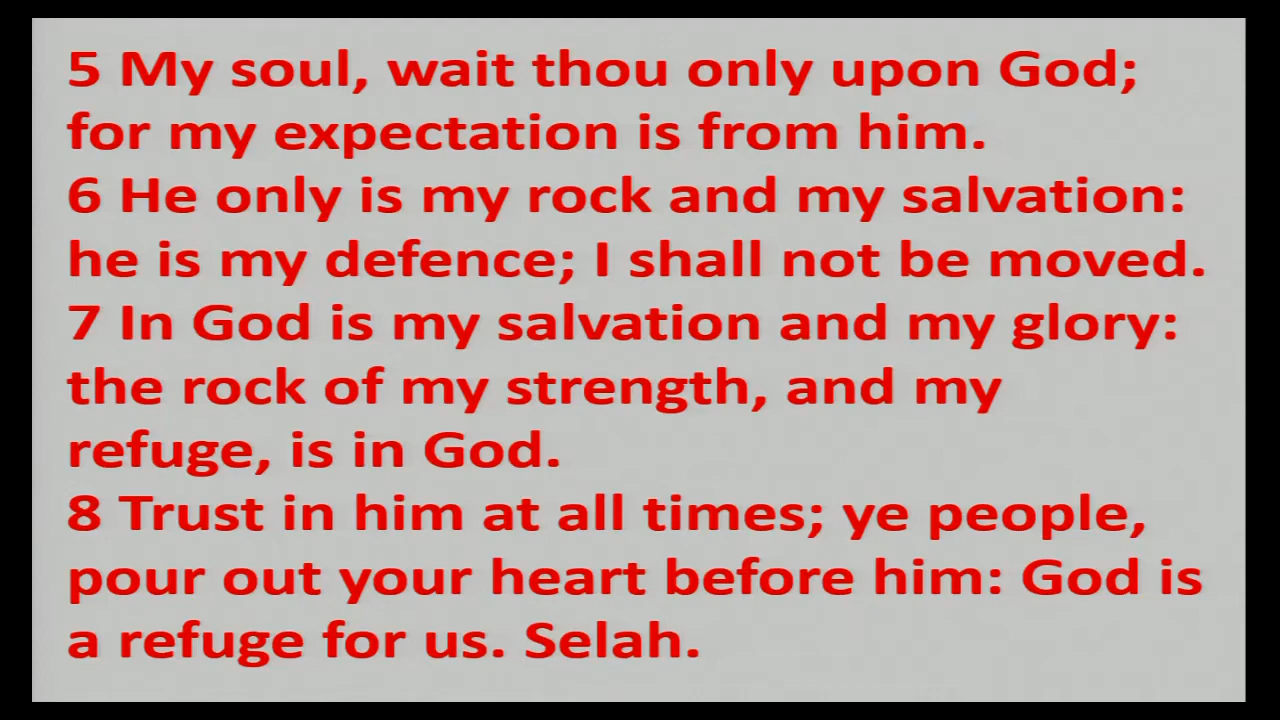 5 My soul, wait thou only upon God;
for my expectation is from him.
6 He only is my rock and my salvation:
he is my defence; I shall not be moved.
7 In God is my salvation and my glory:
the rock of my strength, and my
refuge, is in God.
8 Trust in him at all times; ye people,
pour out your heart before him: God is
a refuge for us. Selah.